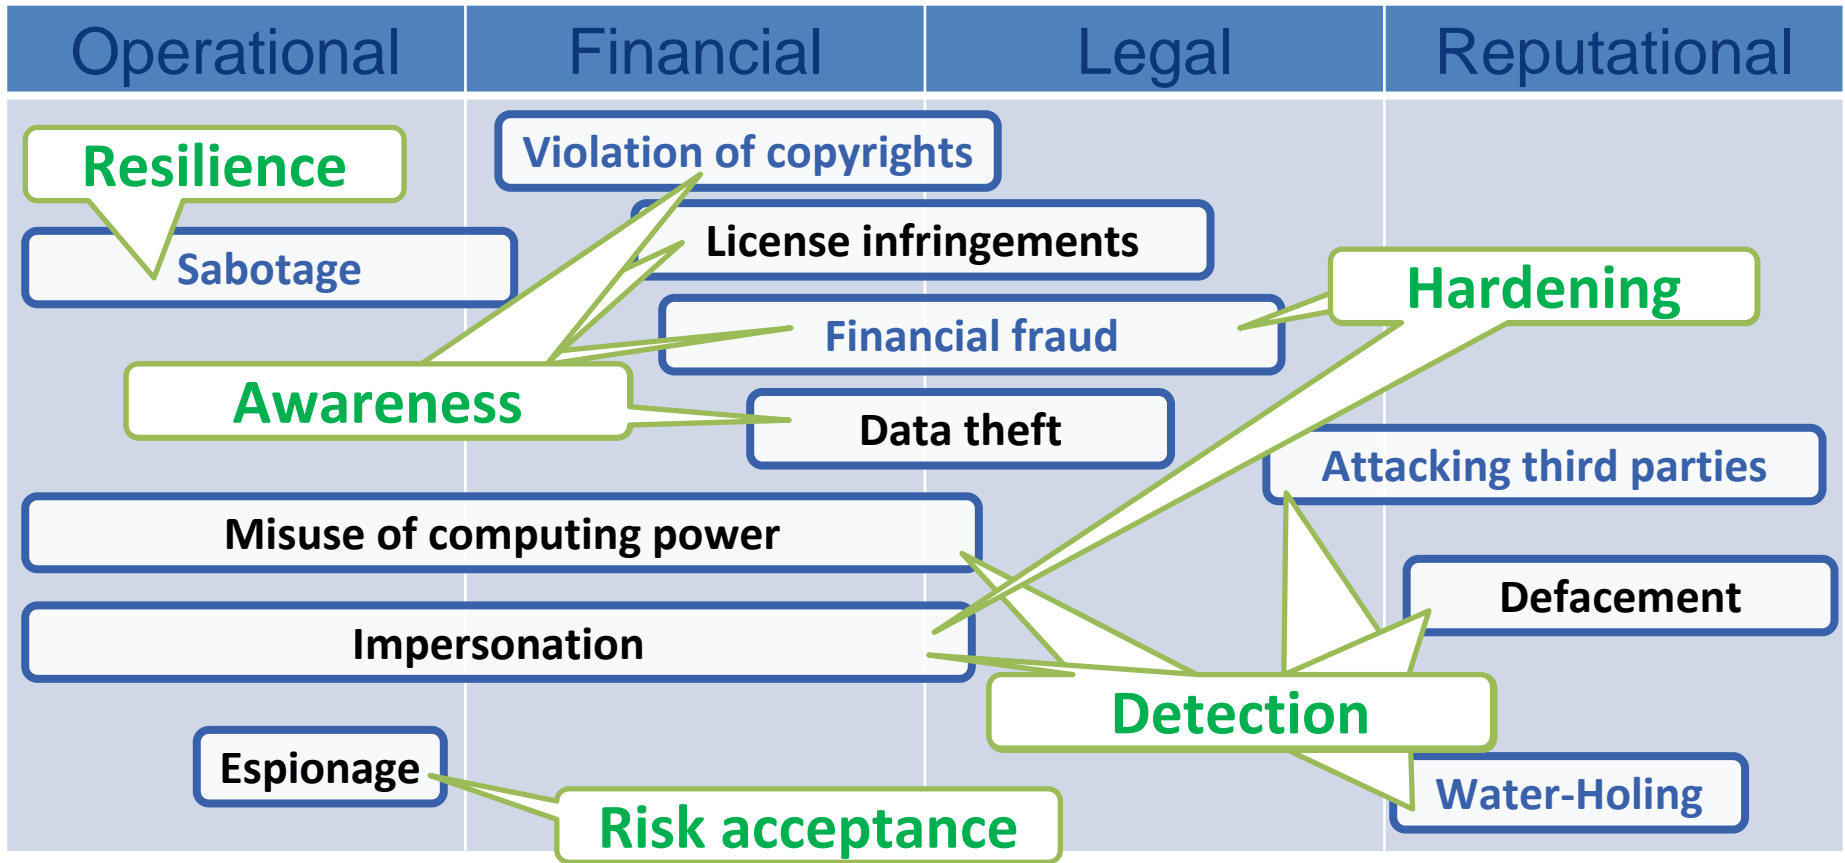 Operational
Financial
Legal
Reputational
Violation of copyrights
Resilience
License infringements
Sabotage
Hardening
Financial fraud
Awareness
Data theft
Attacking third parties
Misuse of computing power
Defacement
Impersonation
Detection
Espionage
Water-Holing
Risk acceptance